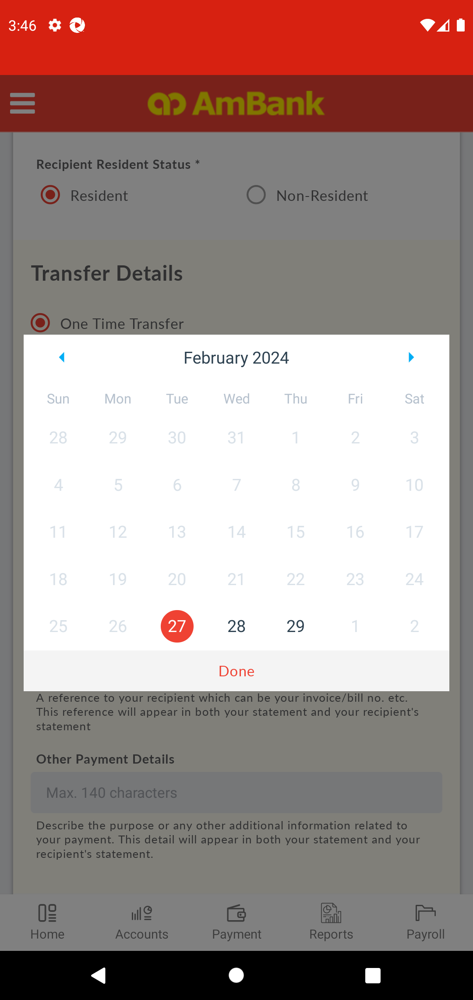 3:46
AmBank
Recipient Resident Status *
Resident Non-Resident
Transfer Details
One Time Transfer
February 2024
Sun Mon Tue Wed Thu Fri Sat
28 29 30 31 1 2 3
4 5 6 7 8 9 10
11 12 13 14 15 16 17
18 19 20 21 22 23 24
25 26 27 28 29 1 2
Done
A reference to your recipient which can be your invoice/bill no. etc.
This reference will appear in both your statement and your recipient's
statement
Other Payment Details
Max. 140 characters
Describe the purpose or any other additional information related to
your payment. This detail will appear in both your statement and your
recipient's statement.
Home Accounts Payment Reports Payroll